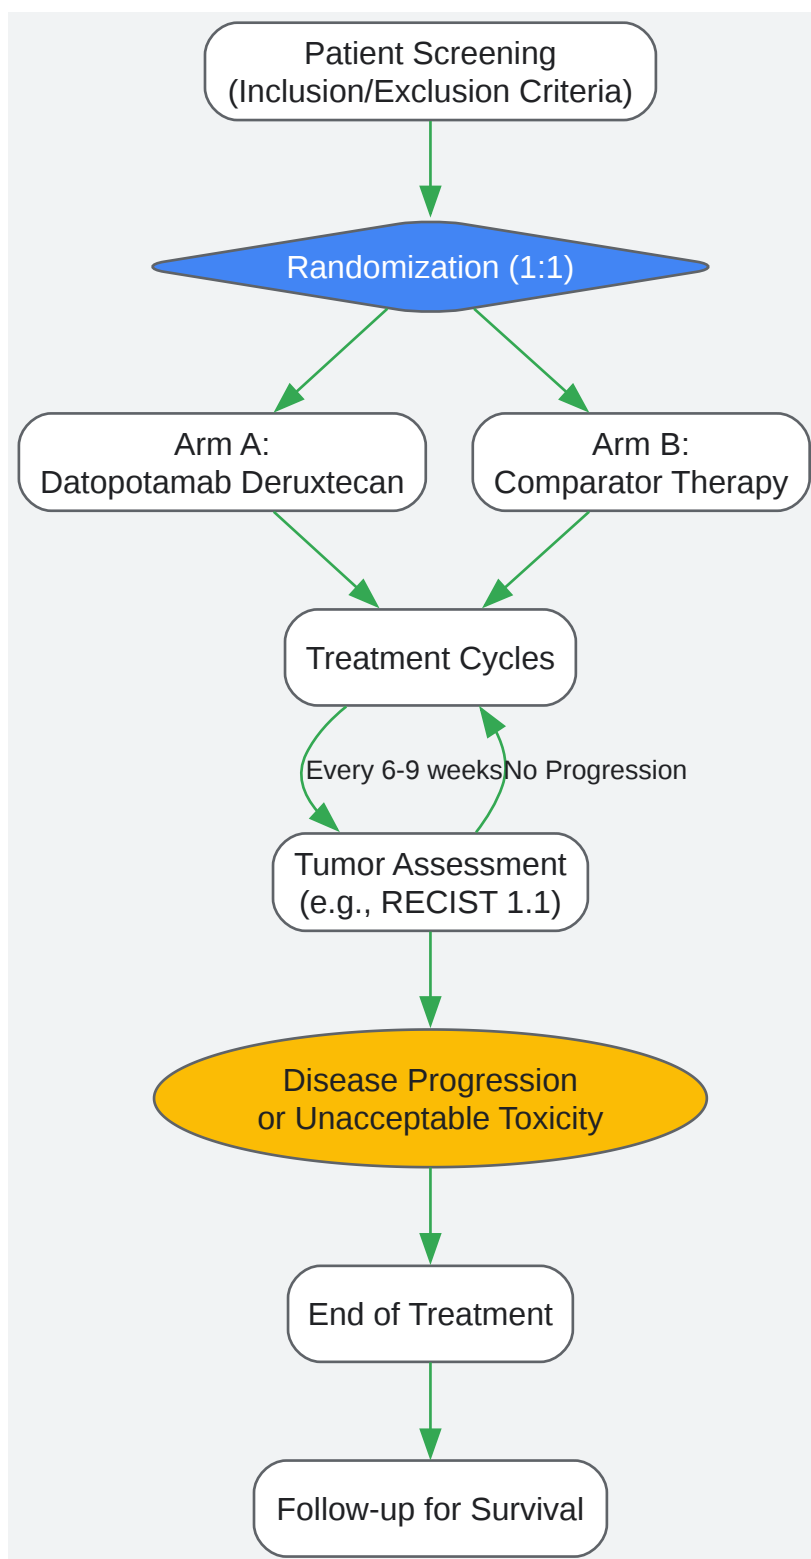 Patient Screening
(Inclusion/Exclusion Criteria)
Randomization (1:1)
Arm A:
Datopotamab Deruxtecan
Arm B:
Comparator Therapy
Treatment Cycles
Every 6-9 weeks
No Progression
Tumor Assessment
(e.g., RECIST 1.1)
Disease Progression
or Unacceptable Toxicity
End of Treatment
Follow-up for Survival